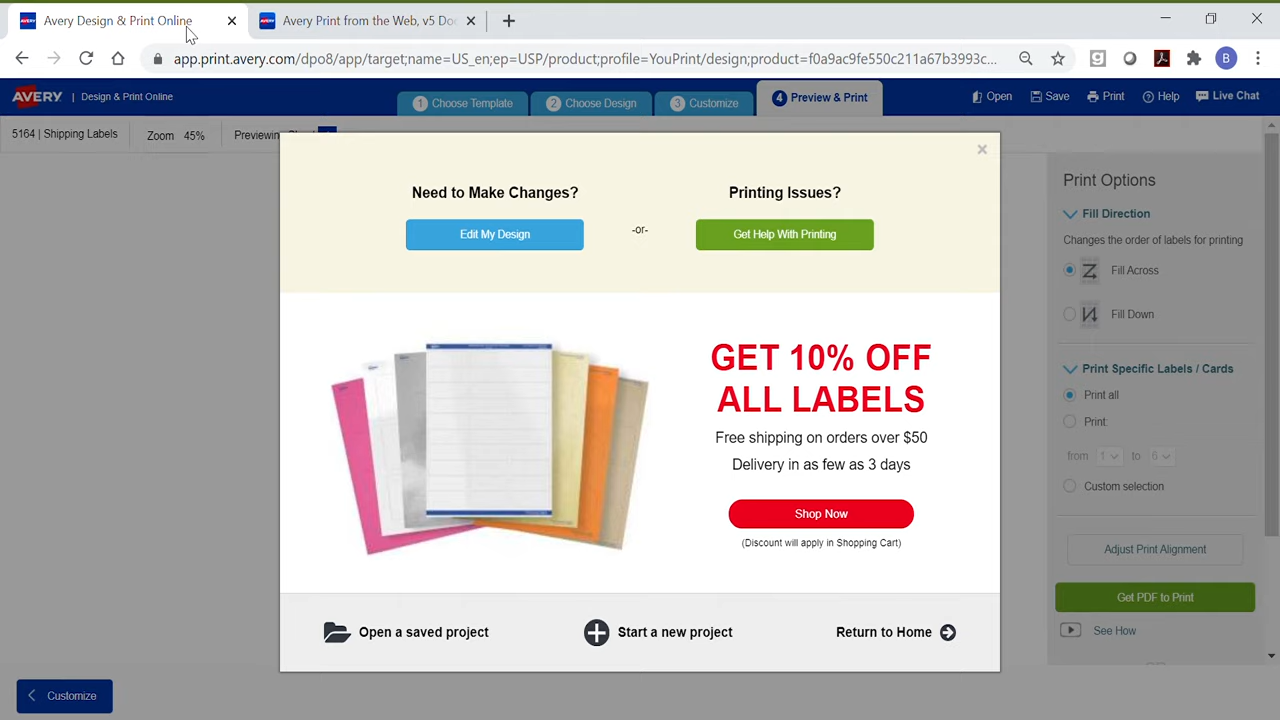 Avery Design & Print Online
Avery Print from the Web, v5 Doc
app.print.avery.com/dpo8/app/target;name=US_en;ep=USP/product;profile=YouPrint/design;product=f0a9ac9fe550c211a67b3993c...
B
AVERY | Design & Print Online
1 Choose Template
2 Choose Design
3 Customize
4 Preview & Print
Open
Save
Print
Help
Live Chat
5164 | Shipping Labels
Zoom 45%
Need to Make Changes?
Edit My Design
-or-
Printing Issues?
Get Help With Printing
GET 10% OFF
ALL LABELS
Free shipping on orders over $50
Delivery in as few as 3 days
Shop Now
(Discount will apply in Shopping Cart)
Open a saved project
Start a new project
Return to Home
Print Options
Fill Direction
Changes the order of labels for printing
Fill Across
Fill Down
Print Specific Labels / Cards
Print all
Print:
from 1 to 6
Custom selection
Adjust Print Alignment
Get PDF to Print
See How
Customize